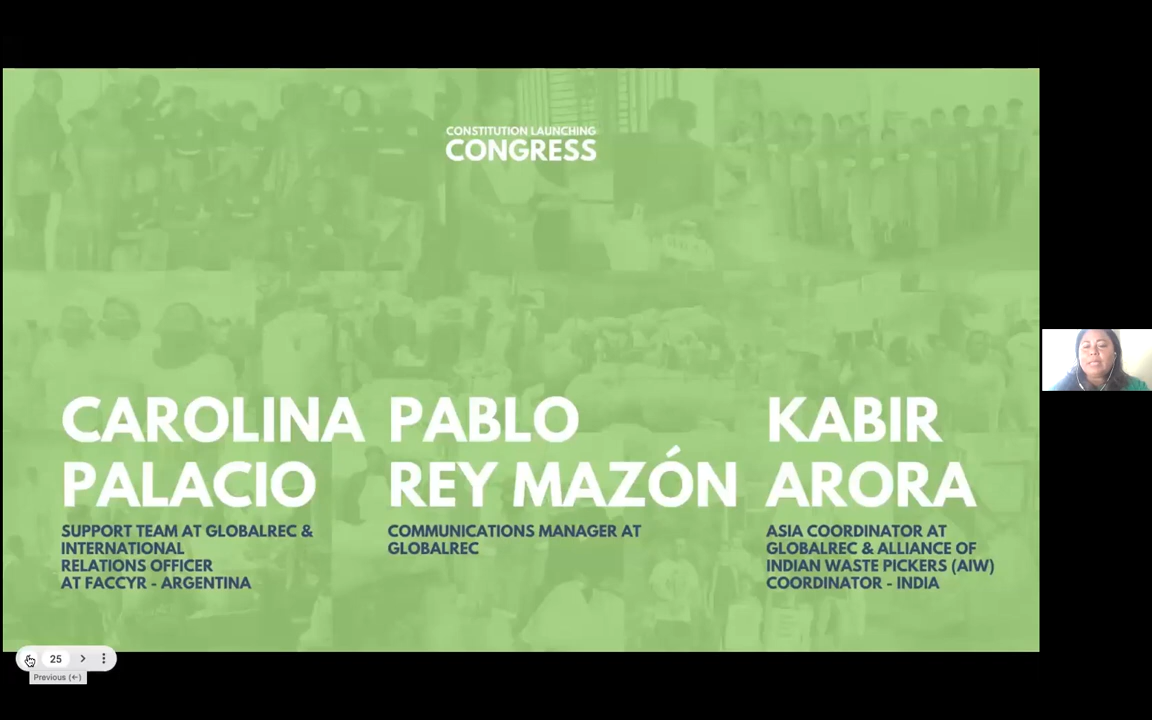 CONSTITUTION LAUNCHING
CONGRESS
CAROLINA
PALACIO
SUPPORT TEAM AT GLOBALREC &
INTERNATIONAL
RELATIONS OFFICER
AT FACCYR - ARGENTINA
PABLO
REY MAZÓN
COMMUNICATIONS MANAGER AT
GLOBALREC
KABIR
ARORA
ASIA COORDINATOR AT
GLOBALREC & ALLIANCE OF
INDIAN WASTE PICKERS (AIW)
COORDINATOR - INDIA
25
Previous (←)